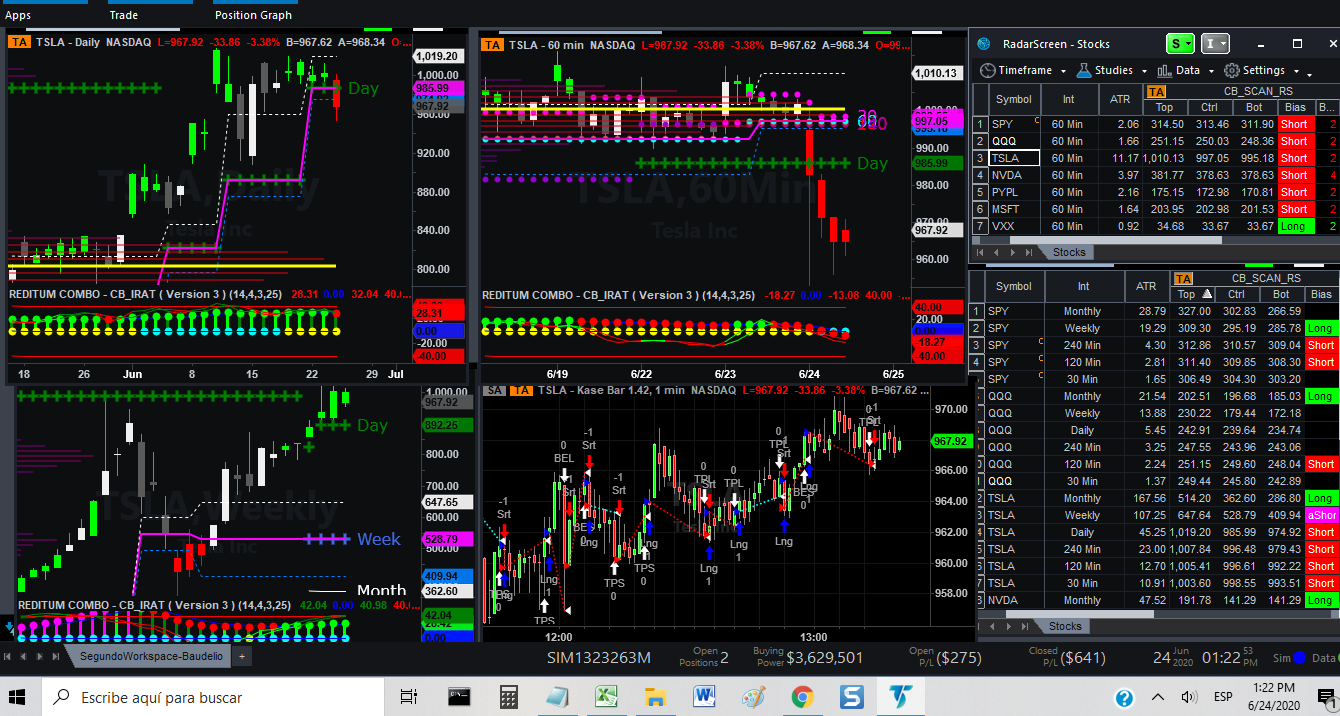 Apps Trade Position Graph
TA TSLA - Daily NASDAQ L=967.92 -33.86 -3.38% B=967.62 A=968.34 O:...
1,019.20
1,000.00
985.99
967.92
960.00
920.00
880.00
840.00
800.00
Day
TSLA,Daily
Tesla Inc
REDITUM COMBO - CB_IRAT ( Version 3 ) (14,4,3,25) 28.31 0.00 32.04 40.(...
28.31
0.00
-20.00
-40.00
18 Jun 8 15 22 29 Jul
TA TSLA - 60 min NASDAQ L=967.92 -33.86 -3.38% B=967.62 A=968.34 O=99...
1,010.13
997.05
990.00
985.99
980.00
967.92
960.00
Day
TSLA,60Min
Tesla Inc
REDITUM COMBO - CB_IRAT ( Version 3 ) (14,4,3,25) -18.27 0.00 -13.08 40.00 ...
40.00
20.00
0.00
-18.27
-40.00
6/19 6/22 6/23 6/24 6/25
RadarScreen - Stocks S I
Timeframe Studies Data Settings
Symbol Int ATR TA CB_SCAN_RS
Top Ctrl Bot Bias B...
1 SPY C 60 Min 2.06 314.50 313.46 311.90 Short 2
2 QQQ 60 Min 1.66 251.15 250.03 248.36 Short 2
3 TSLA 60 Min 11.17 1,010.13 997.05 995.18 Short 2
4 NVDA 60 Min 3.97 381.77 378.63 378.63 Short 4
5 PYPL 60 Min 2.16 175.15 172.98 170.81 Short 2
6 MSFT 60 Min 1.64 203.95 202.98 201.53 Short 2
7 VXX 60 Min 0.92 34.68 33.67 33.67 Long 2
Stocks
Symbol Int ATR TA CB_SCAN_RS
Top Ctrl Bot Bias
1 SPY Monthly 28.79 327.00 302.83 266.59
SPY Weekly 19.29 309.30 295.19 285.78 Long
3 SPY C 240 Min 4.30 312.86 310.57 309.04 Short
4 SPY C 120 Min 2.81 311.40 309.85 308.30 Short
SPY C 30 Min 1.65 306.49 304.30 303.20
QQQ Monthly 21.54 202.51 196.68 185.03 Long
QQQ Weekly 13.88 230.22 179.44 172.18
QQQ Daily 5.45 242.91 239.64 234.74
QQQ 240 Min 3.25 247.55 243.96 243.06
QQQ 120 Min 2.24 251.15 249.60 248.04 Short
QQQ 30 Min 1.37 249.44 245.80 242.89
TSLA Monthly 167.56 514.20 362.60 286.80 Long
TSLA Weekly 107.25 647.64 528.79 409.94 aShor
TSLA Daily 45.25 1,019.20 985.99 974.92 Short
TSLA 240 Min 23.00 1,007.84 996.48 979.43 Short
TSLA 120 Min 12.70 1,005.41 996.61 992.22 Short
TSLA 30 Min 10.91 1,003.60 998.55 993.51 Short
NVDA Monthly 47.52 191.78 141.29 141.29 Long
Stocks
1,000.00
967.92
892.25
800.00
700.00
647.65
600.00
528.79
500.00
409.94
362.60
Day
Week
Month
TSLA,Weekly
REDITUM COMBO - CB_IRAT ( Version 3 ) (14,4,3,25) 42.04 0.00 40.98 40.(...
42.04
0.00
SA TA TSLA - Kase Bar 1.42, 1 min NASDAQ L=967.92 -33.86 -3.38% B=967.62 ...
970.00
967.92
966.00
964.00
962.00
960.00
958.00
0
BEL
-1
Srt
TPL
Lng
1
TPS
0
12:00 13:00
SegundoWorkspace-Baudelio +
SIM1323263M Open Positions 2 Buying Power $3,629,501 Open P/L ($275) Closed P/L ($641) 24 Jun 2020 01:22 53 PM Sim Data
Escribe aquí para buscar
ESP
1:22 PM
6/24/2020